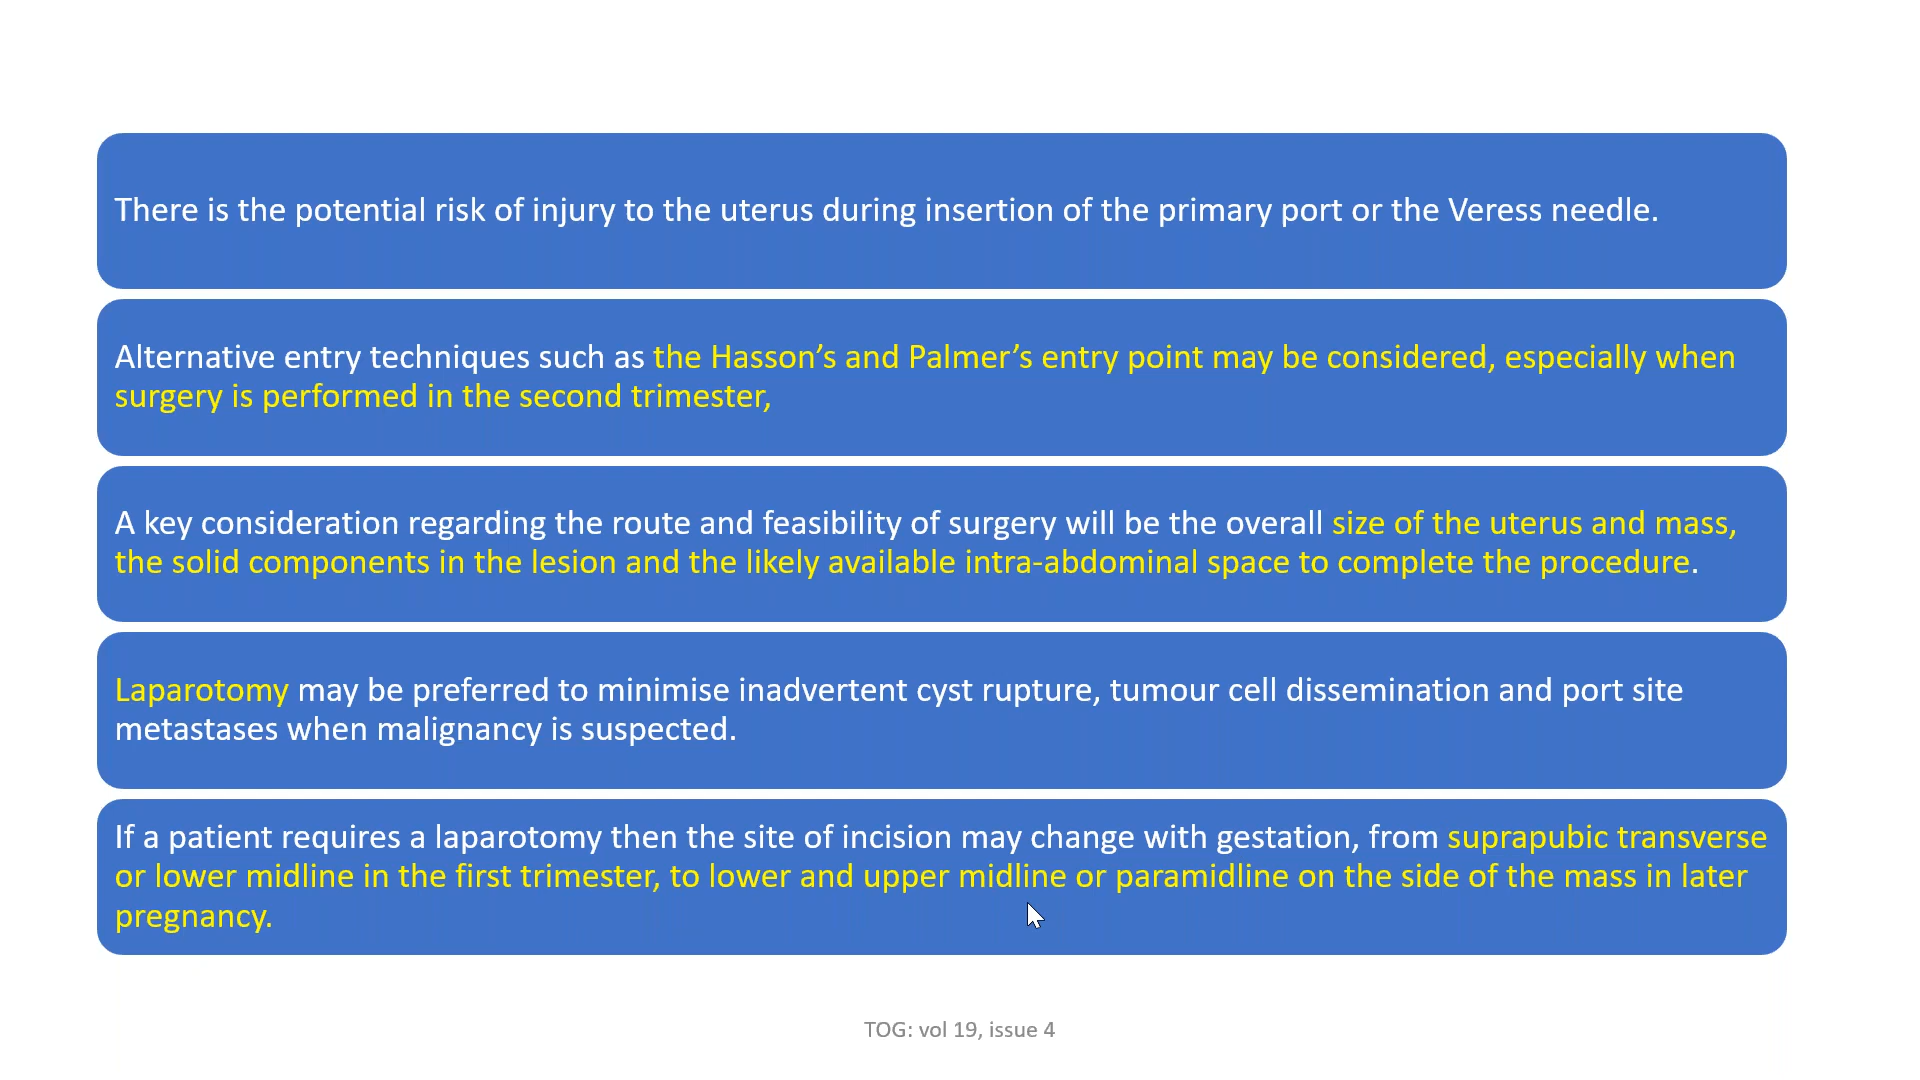 There is the potential risk of injury to the uterus during insertion of the primary port or the Veress needle.
Alternative entry techniques such as the Hasson’s and Palmer’s entry point may be considered, especially when
surgery is performed in the second trimester,
A key consideration regarding the route and feasibility of surgery will be the overall size of the uterus and mass,
the solid components in the lesion and the likely available intra-abdominal space to complete the procedure.
Laparotomy may be preferred to minimise inadvertent cyst rupture, tumour cell dissemination and port site
metastases when malignancy is suspected.
If a patient requires a laparotomy then the site of incision may change with gestation, from suprapubic transverse
or lower midline in the first trimester, to lower and upper midline or paramidline on the side of the mass in later
pregnancy.
TOG: vol 19, issue 4